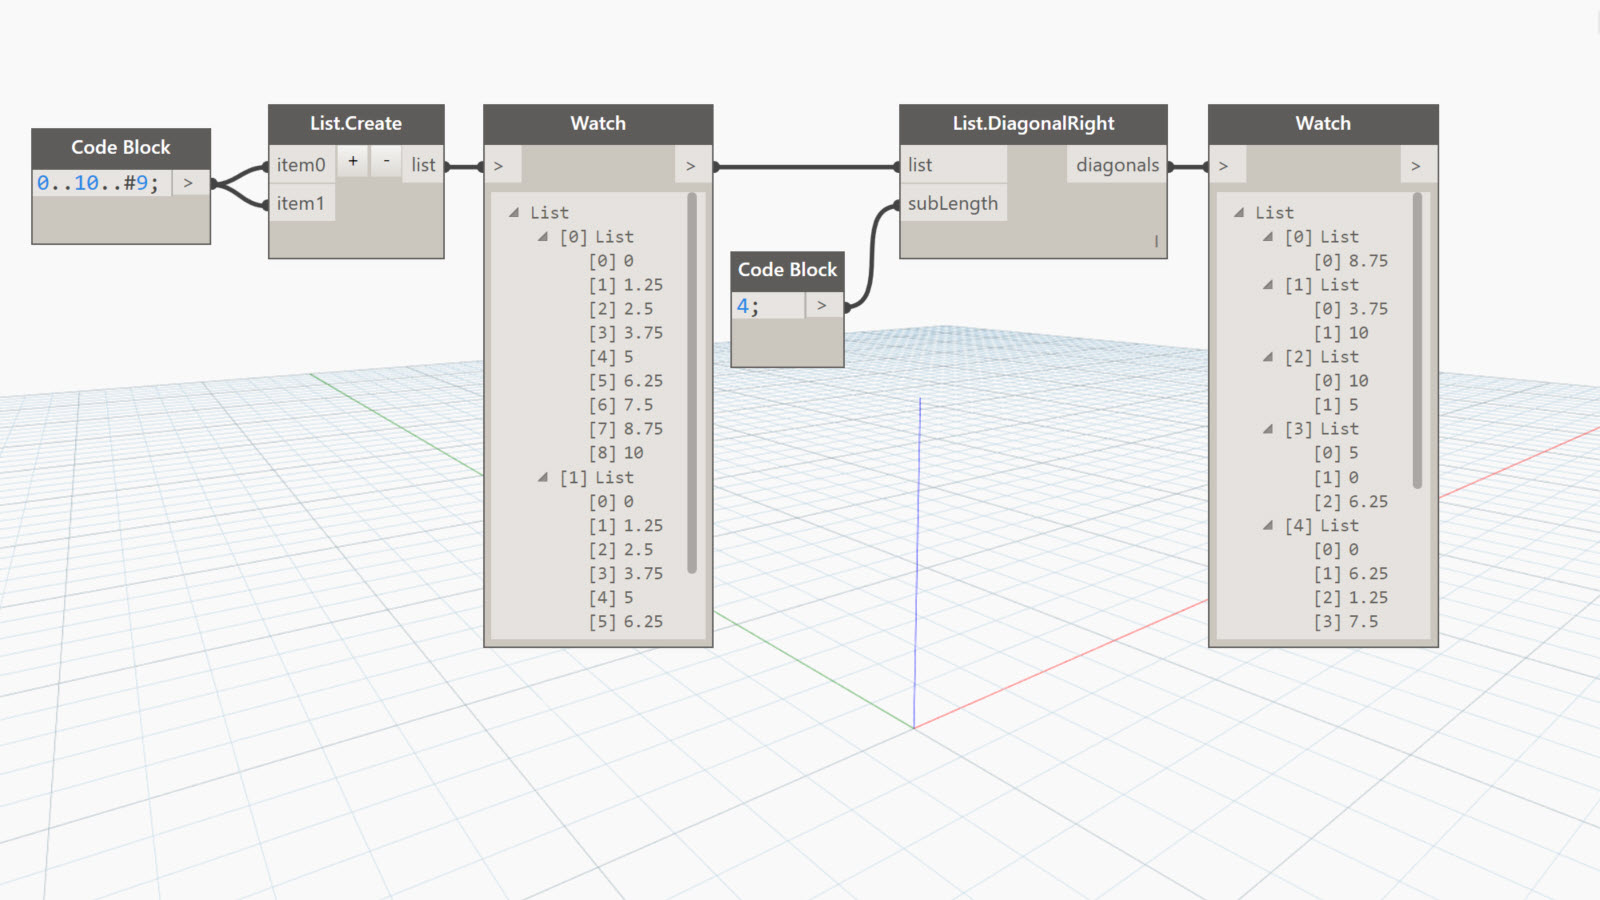 Code Block
0..10..#9;
>
List.Create
item0
+
-
list
item1
Watch
>
>
List
[0] List
[0] 0
[1] 1.25
[2] 2.5
[3] 3.75
[4] 5
[5] 6.25
[6] 7.5
[7] 8.75
[8] 10
[1] List
[0] 0
[1] 1.25
[2] 2.5
[3] 3.75
[4] 5
[5] 6.25
Code Block
4;
>
List.DiagonalRight
list
diagonals
subLength
l
Watch
>
>
List
[0] List
[0] 8.75
[1] List
[0] 3.75
[1] 10
[2] List
[0] 10
[1] 5
[3] List
[0] 5
[1] 0
[2] 6.25
[4] List
[0] 0
[1] 6.25
[2] 1.25
[3] 7.5